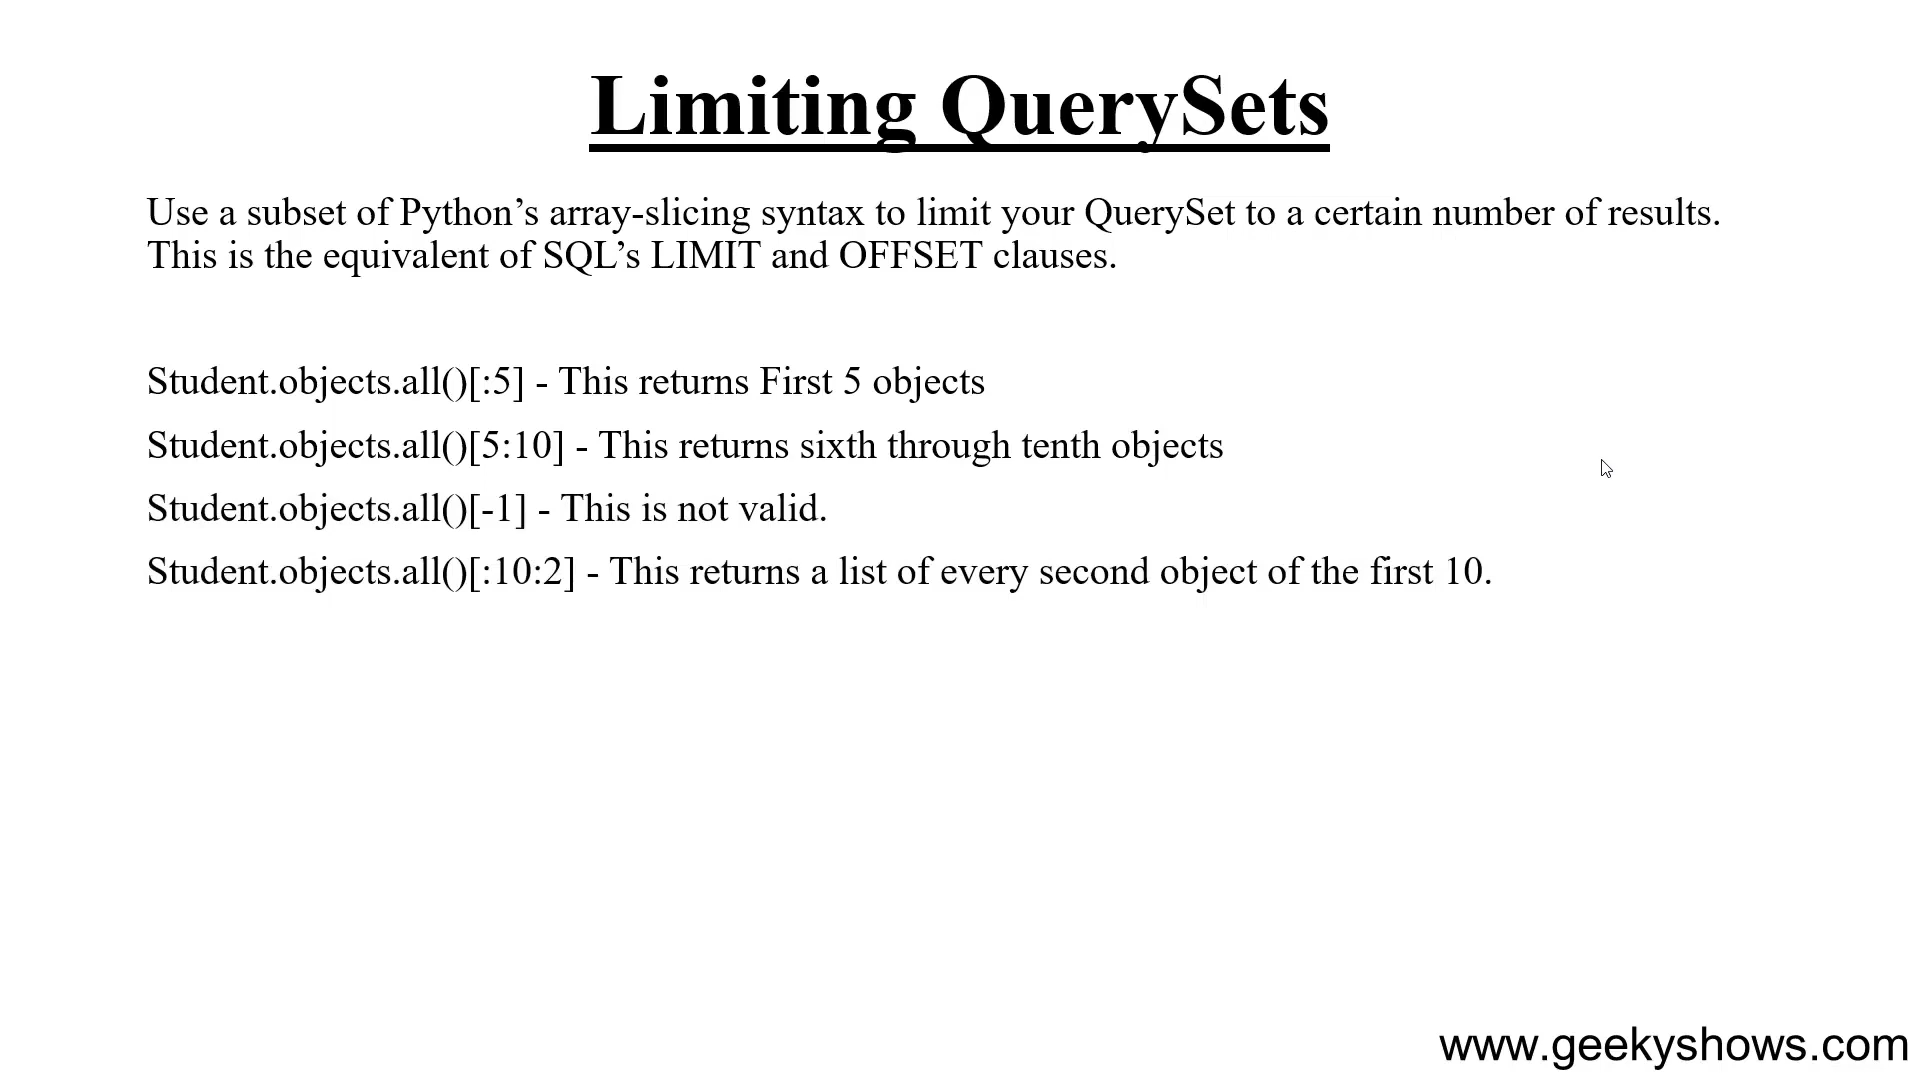 Limiting QuerySets
Use a subset of Python’s array-slicing syntax to limit your QuerySet to a certain number of results.
This is the equivalent of SQL’s LIMIT and OFFSET clauses.
Student.objects.all()[:5] - This returns First 5 objects
Student.objects.all()[5:10] - This returns sixth through tenth objects
Student.objects.all()[-1] - This is not valid.
Student.objects.all()[:10:2] - This returns a list of every second object of the first 10.
www.geekyshows.com